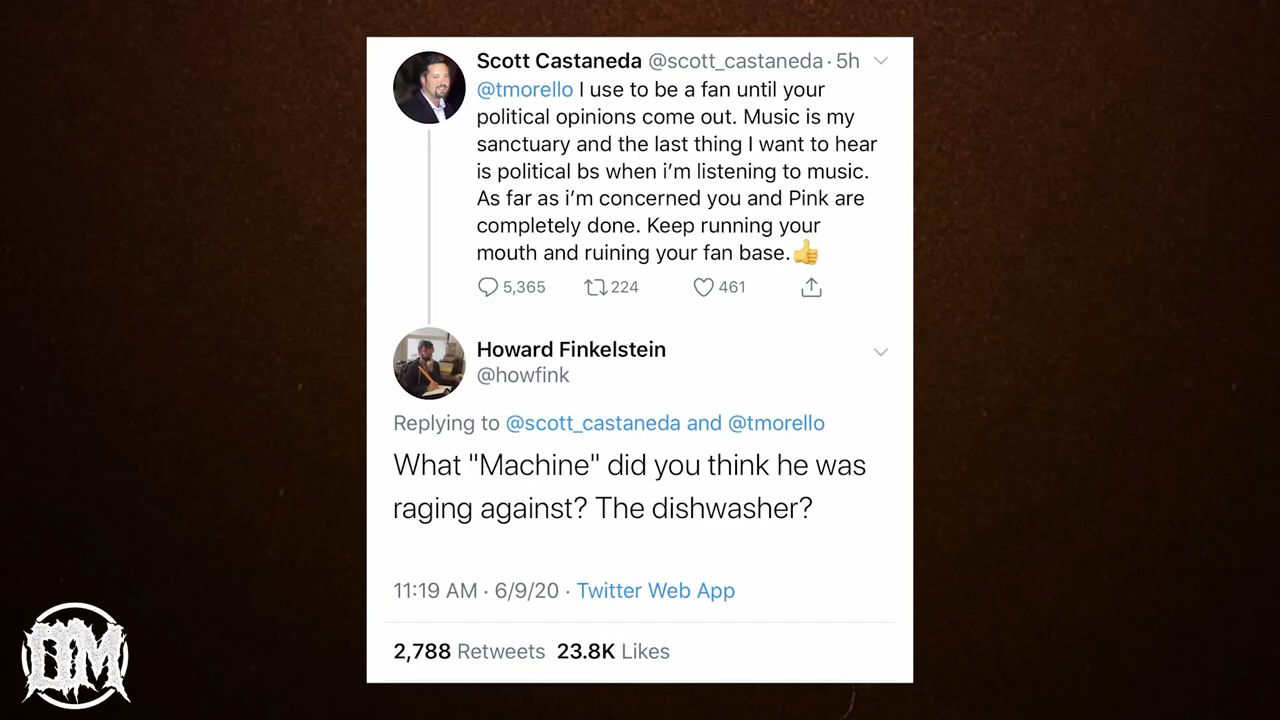 Scott Castaneda @scott_castaneda · 5h
@tmorello I use to be a fan until your
political opinions come out. Music is my
sanctuary and the last thing I want to hear
is political bs when i’m listening to music.
As far as i’m concerned you and Pink are
completely done. Keep running your
mouth and ruining your fan base.👍
5,365 224 461
Howard Finkelstein
@howfink
Replying to @scott_castaneda and @tmorello
What "Machine" did you think he was
raging against? The dishwasher?
11:19 AM · 6/9/20 · Twitter Web App
2,788 Retweets 23.8K Likes